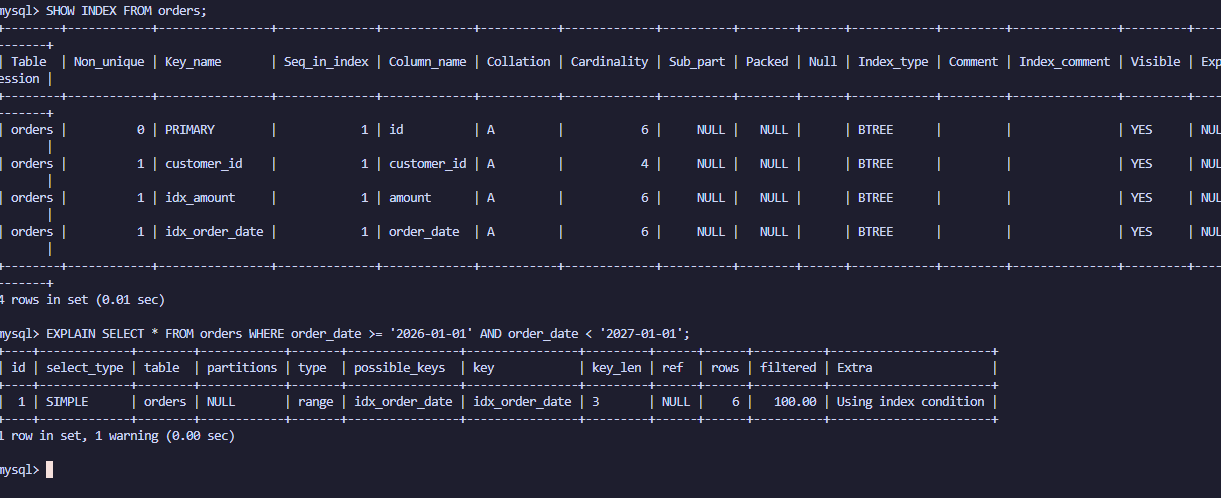 mysql> SHOW INDEX FROM orders;
+--------+------------+----------------+--------------+-------------+-----------+-------------+----------+--------+------+------------+---------+---------------+---------+----
-------+
| Table  | Non_unique | Key_name       | Seq_in_index | Column_name | Collation | Cardinality | Sub_part | Packed | Null | Index_type | Comment | Index_comment | Visible | Exp
ession |
+--------+------------+----------------+--------------+-------------+-----------+-------------+----------+--------+------+------------+---------+---------------+---------+----
-------+
| orders |          0 | PRIMARY        |            1 | id          | A         |           6 |     NULL |   NULL |      | BTREE      |         |               | YES     | NUL
       |
| orders |          1 | customer_id    |            1 | customer_id | A         |           4 |     NULL |   NULL |      | BTREE      |         |               | YES     | NUL
       |
| orders |          1 | idx_amount     |            1 | amount      | A         |           6 |     NULL |   NULL |      | BTREE      |         |               | YES     | NUL
       |
| orders |          1 | idx_order_date |            1 | order_date  | A         |           6 |     NULL |   NULL |      | BTREE      |         |               | YES     | NUL
       |
+--------+------------+----------------+--------------+-------------+-----------+-------------+----------+--------+------+------------+---------+---------------+---------+----
-------+
4 rows in set (0.01 sec)
mysql> EXPLAIN SELECT * FROM orders WHERE order_date >= '2026-01-01' AND order_date < '2027-01-01';
+----+-------------+--------+------------+-------+----------------+----------------+---------+------+------+----------+-----------------------+
| id | select_type | table  | partitions | type  | possible_keys  | key            | key_len | ref  | rows | filtered | Extra                 |
+----+-------------+--------+------------+-------+----------------+----------------+---------+------+------+----------+-----------------------+
|  1 | SIMPLE      | orders | NULL       | range | idx_order_date | idx_order_date | 3       | NULL |    6 |   100.00 | Using index condition |
+----+-------------+--------+------------+-------+----------------+----------------+---------+------+------+----------+-----------------------+
1 row in set, 1 warning (0.00 sec)
mysql>